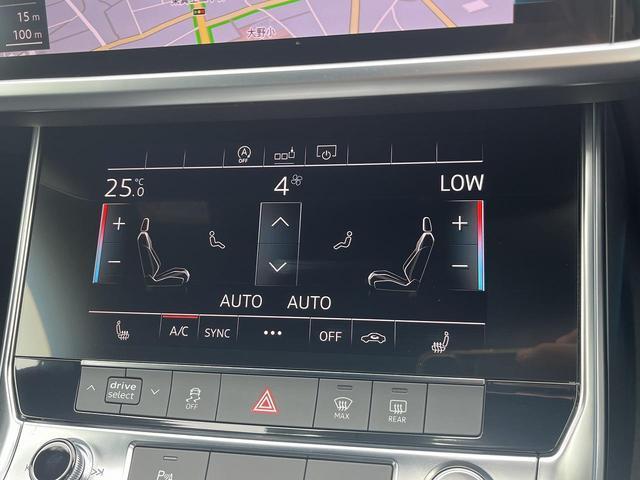 15 m
100 m
大野小
A OFF
25.0 °C
4
LOW
+ +
− −
AUTO AUTO
A/C SYNC ••• OFF
drive select
OFF
MAX
REAR
P